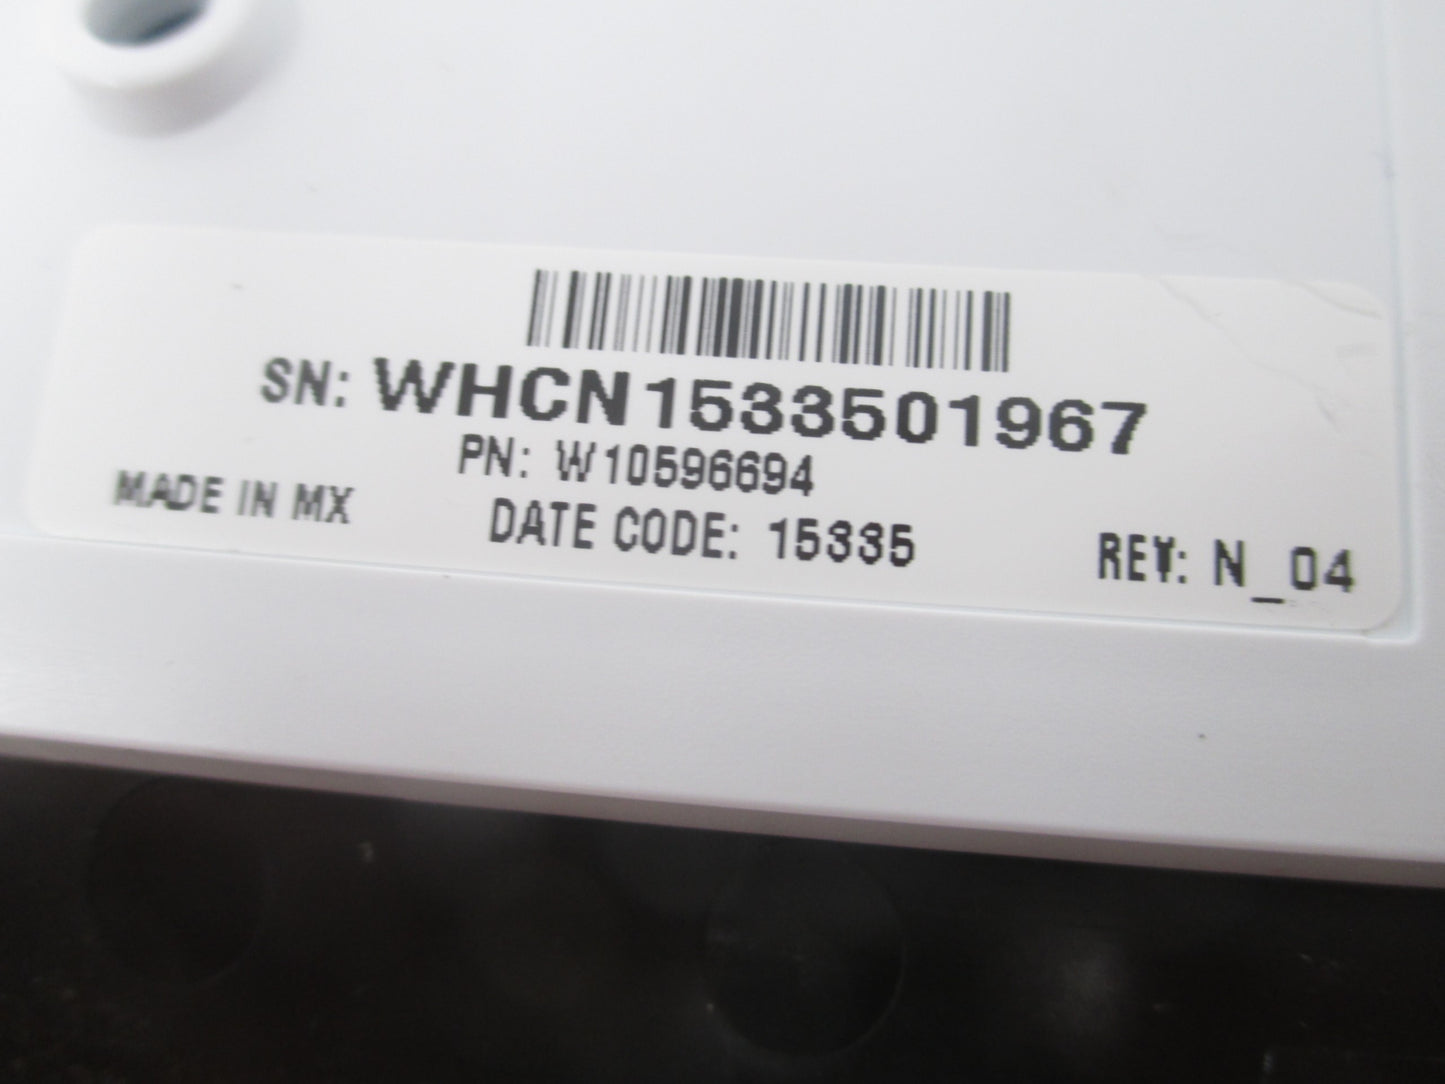 SN: WHCN1533501967
PN: W10596694
MADE IN MX
DATE CODE: 15335
REV: N_04